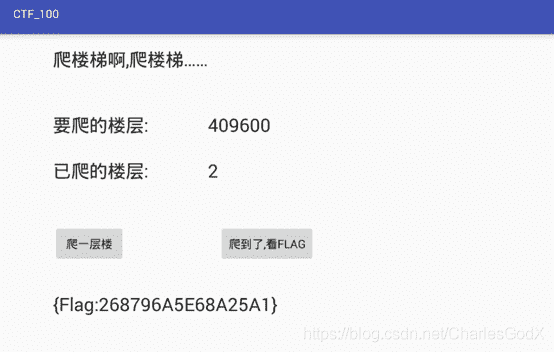 CTF_100
爬楼梯啊,爬楼梯……
要爬的楼层: 409600
已爬的楼层: 2
爬一层楼 爬到了,看FLAG
{Flag:268796A5E68A25A1}
https://blog.csdn.net/CharlesGodX